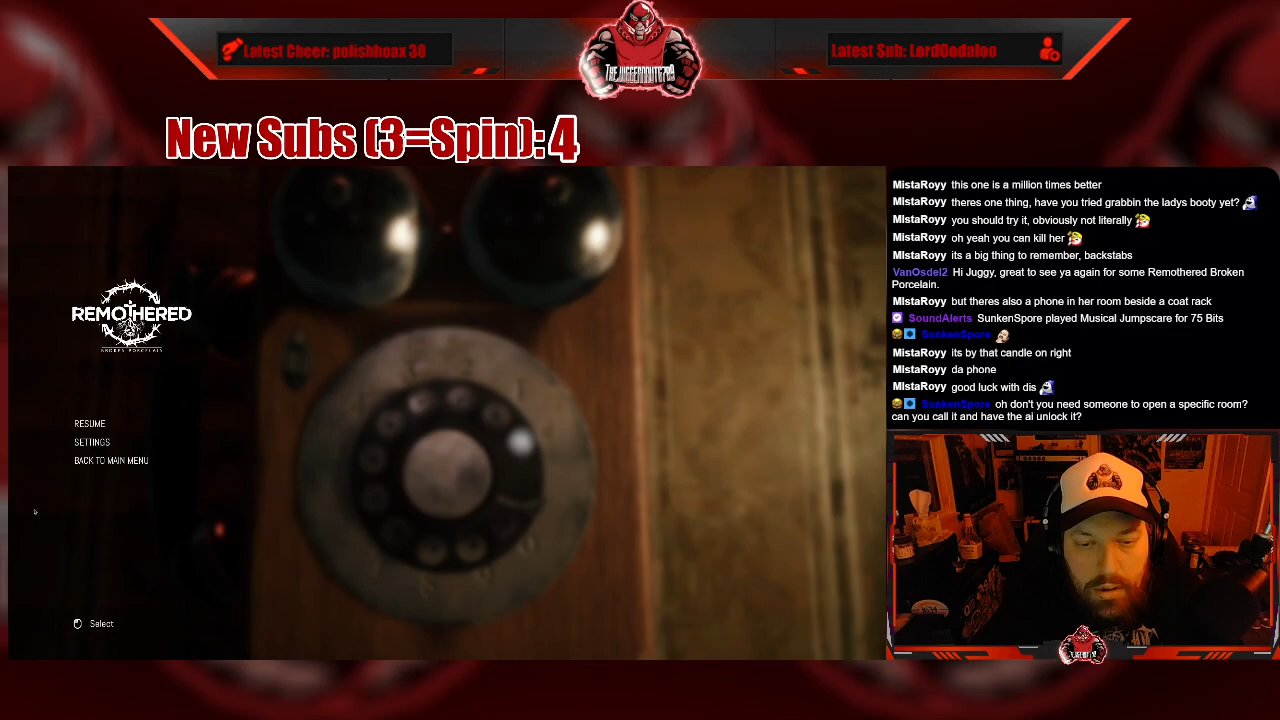 Latest Cheer: polishhoax 30
THEJUGGERNAUT0789
Latest Sub: LordOodaloo
New Subs (3=Spin): 4
MistaRoyy this one is a million times better
MistaRoyy theres one thing, have you tried grabbin the ladys booty yet?
MistaRoyy you should try it, obviously not literally
MistaRoyy oh yeah you can kill her
MistaRoyy its a big thing to remember, backstabs
VanOsdel2 Hi Juggy, great to see ya again for some Remothered Broken
Porcelain.
MistaRoyy but theres also a phone in her room beside a coat rack
SoundAlerts SunkenSpore played Musical Jumpscare for 75 Bits
SunkenSpore
MistaRoyy its by that candle on right
MistaRoyy da phone
MistaRoyy good luck with dis
SunkenSpore oh don't you need someone to open a specific room?
can you call it and have the ai unlock it?
REMOTHERED
BROKEN PORCELAIN
RESUME
SETTINGS
BACK TO MAIN MENU
Select